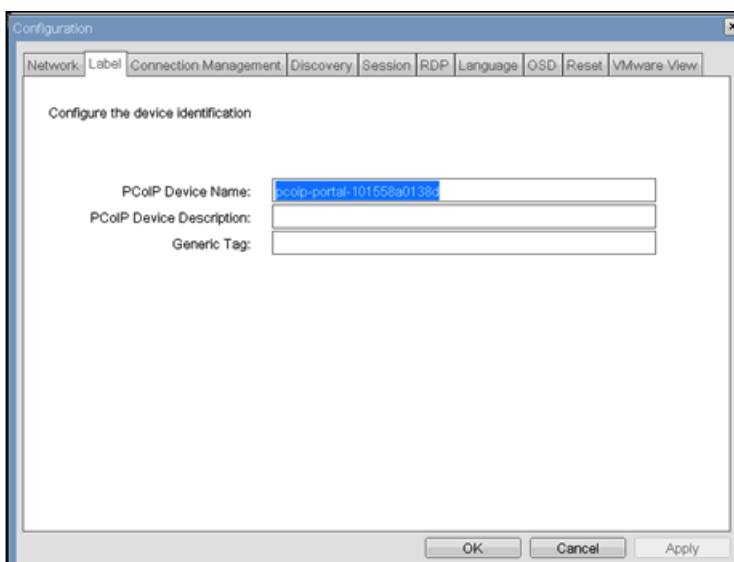 Configuration
Network Label Connection Management Discovery Session RDP Language OSD Reset VMware View
Configure the device identification
PCoIP Device Name: pcoip-portal-101558a0138d
PCoIP Device Description:
Generic Tag:
OK Cancel Apply